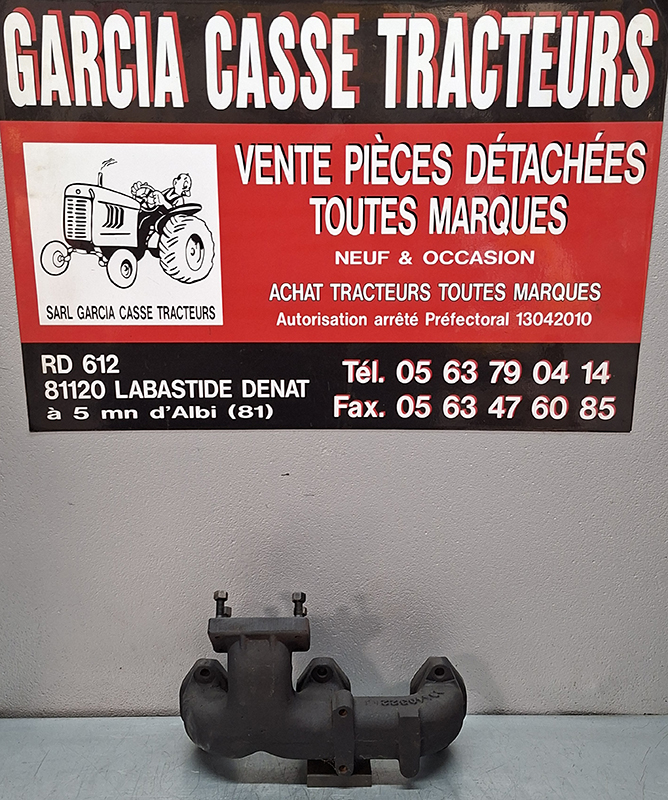 GARCIA CASSE TRACTEURS
VENTE PIÈCES DÉTACHÉES
TOUTES MARQUES
NEUF & OCCASION
ACHAT TRACTEURS TOUTES MARQUES
Autorisation arrêté Préfectoral 13042010
SARL GARCIA CASSE TRACTEURS
RD 612
81120 LABASTIDE DENAT
à 5 mn d'Albi (81)
Tél. 05 63 79 04 14
Fax. 05 63 47 60 85